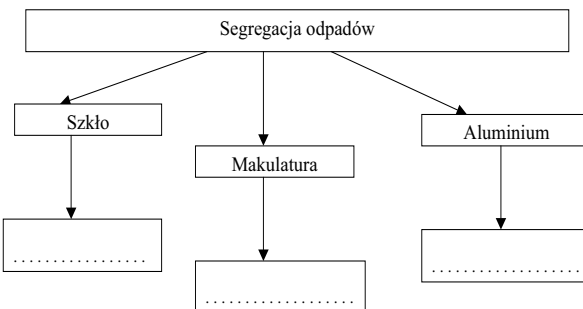 Segregacja odpadów
Szkło
Makulatura
Aluminium
. . . . . . . . . . . . . . . . .
. . . . . . . . . . . . . . . . . . .
. . . . . . . . . . . . . . . . . . .